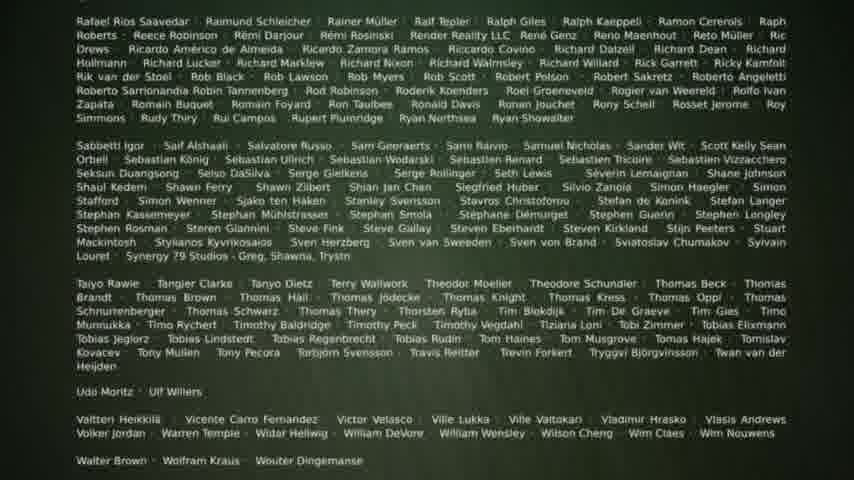 Rafael Rios Saavedar · Raimund Schleicher · Rainer Müller · Ralf Tepler · Ralph Giles · Ralph Kaeppeli · Ramon Cererols · Raph
Roberts · Reece Robinson · Rémi Darjour · Rémi Rosinski · Render Reality LLC · René Genz · Reno Maenhout · Reto Müller · Ric
Drews · Ricardo Américo de Almeida · Ricardo Zamora Ramos · Riccardo Covino · Richard Dalzell · Richard Dean · Richard
Hollmann · Richard Lucker · Richard Marklew · Richard Nixon · Richard Walmsley · Richard Willard · Rick Garrett · Ricky Kamfolt
Rik van der Stoel · Rob Black · Rob Lawson · Rob Myers · Rob Scott · Robert Polson · Robert Sakretz · Roberto Angeletti
Roberto Sarrionandia Robin Tannenberg · Rod Robinson · Roderik Koenders · Roel Groeneveld · Rogier van Weereld · Rolfo Ivan
Zapata · Romain Buquet · Romain Foyard · Ron Taulbee · Ronald Davis · Ronan Jouchet · Rony Schell · Rosset Jerome · Roy
Simmons · Rudy Thiry · Rui Campos · Rupert Plumridge · Ryan Northsea · Ryan Showalter
Sabbetti Igor · Saif Alshaali · Salvatore Russo · Sam Georaerts · Sami Raivio · Samuel Nicholas · Sander Wit · Scott Kelly Sean
Orbell · Sebastian König · Sebastian Ullrich · Sebastian Wodarski · Sebastien Renard · Sebastien Tricoire · Sebastien Vizzacchero
Seksun Duangsong · Selso DaSilva · Serge Gielkens · Serge Rollinger · Seth Lewis · Séverin Lemaignan · Shane Johnson
Shaul Kedem · Shawn Ferry · Shawn Zilbert · Shian Jan Chan · Siegfried Huber · Silvio Zanola · Simon Haegler · Simon
Stafford · Simon Wenner · Sjako ten Haken · Stanley Svensson · Stavros Christoforou · Stefan de Konink · Stefan Langer
Stephan Kassemeyer · Stephan Mühlstrasser · Stephan Smola · Stéphane Démurget · Stephen Guerin · Stephen Longley
Stephen Rosman · Steren Giannini · Steve Fink · Steve Gallay · Steven Eberhardt · Steven Kirkland · Stijn Peeters · Stuart
Mackintosh · Stylianos Kyvrikosaios · Sven Herzberg · Sven van Sweeden · Sven von Brand · Sviatoslav Chumakov · Sylvain
Louret · Synergy 79 Studios - Greg, Shawna, Trystn
Taiyo Rawle · Tangier Clarke · Tanyo Dietz · Terry Wallwork · Theodor Moeller · Theodore Schundler · Thomas Beck · Thomas
Brandt · Thomas Brown · Thomas Hall · Thomas Jödecke · Thomas Knight · Thomas Kress · Thomas Oppl · Thomas
Schnurrenberger · Thomas Schwarz · Thomas Thery · Thorsten Ryba · Tim Blokdijk · Tim De Graeve · Tim Gies · Timo
Munnukka · Timo Rychert · Timothy Baldridge · Timothy Peck · Timothy Vegdahl · Tiziana Loni · Tobi Zimmer · Tobias Elixmann
Tobias Jeglorz · Tobias Lindstedt · Tobias Regenbrecht · Tobias Rudin · Tom Haines · Tom Musgrove · Tomas Hajek · Tomislav
Kovacev · Tony Mullen · Tony Pecora · Torbjörn Svensson · Travis Reitter · Trevin Forkert · Tryggvi Björgvinsson · Twan van der
Heijden
Udo Moritz · Ulf Willers
Valtteri Heikkilä · Vicente Carro Fernandez · Victor Velasco · Ville Lukka · Ville Valtokari · Vladimir Hrasko · Vlasis Andrews
Volker Jordan · Warren Temple · Widar Hellwig · William DeVore · William Wensley · Wilson Cheng · Wim Claes · Wim Nouwens
Walter Brown · Wolfram Kraus · Wouter Dingemanse